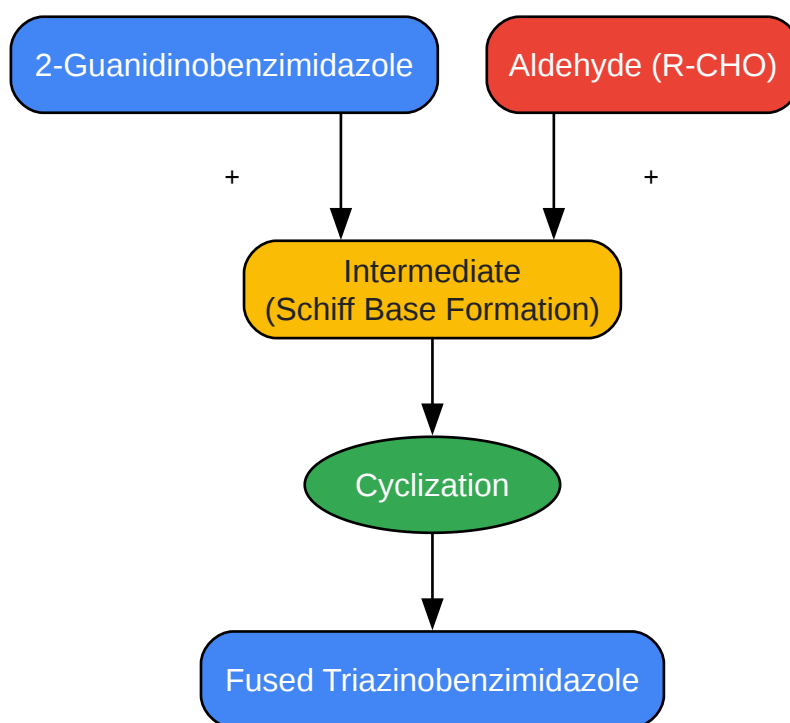 2-Guanidinobenzimidazole
Aldehyde (R-CHO)
+
+
Intermediate
(Schiff Base Formation)
Cyclization
Fused Triazinobenzimidazole